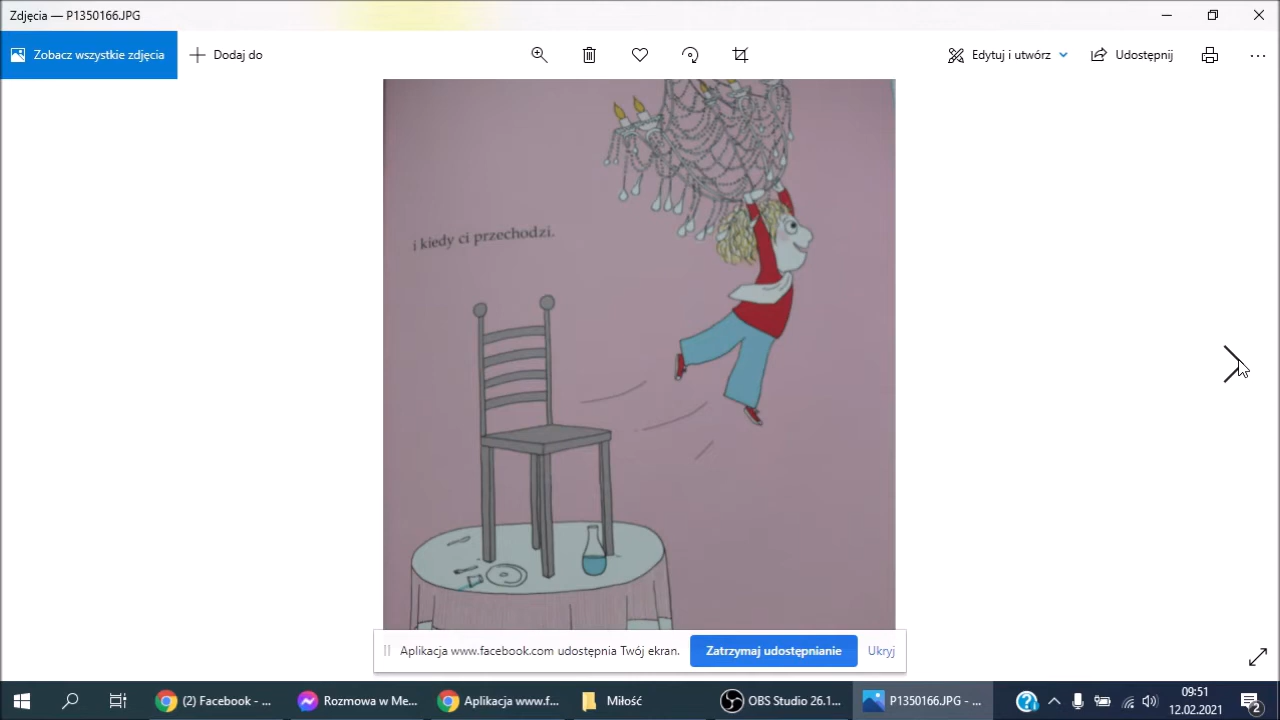 Zdjęcia — P1350166.JPG
Zobacz wszystkie zdjęcia
Dodaj do
Edytuj i utwórz
Udostępnij
i kiedy ci przechodzi.
Aplikacja www.facebook.com udostępnia Twój ekran.
Zatrzymaj udostępnianie
Ukryj
(2) Facebook - ...
Rozmowa w Me...
Aplikacja www.f...
Miłość
OBS Studio 26.1...
P1350166.JPG - ...
09:51
12.02.2021
2